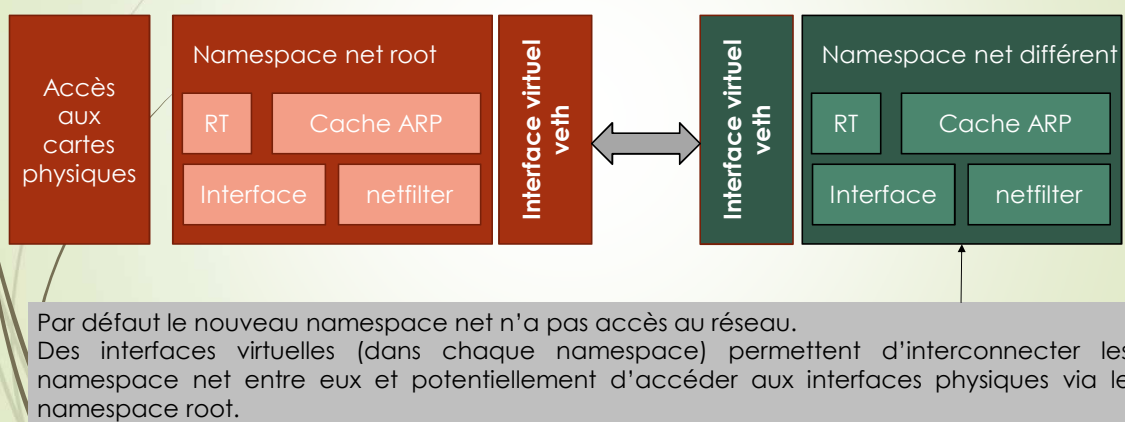 Accès
aux
cartes
physiques
Namespace net root
RT
Cache ARP
Interface
netfilter
Interface virtuel
veth
Interface virtuel
veth
Namespace net différent
RT
Cache ARP
Interface
netfilter
Par défaut le nouveau namespace net n’a pas accès au réseau.
Des interfaces virtuelles (dans chaque namespace) permettent d’interconnecter les
namespace net entre eux et potentiellement d’accéder aux interfaces physiques via le
namespace root.